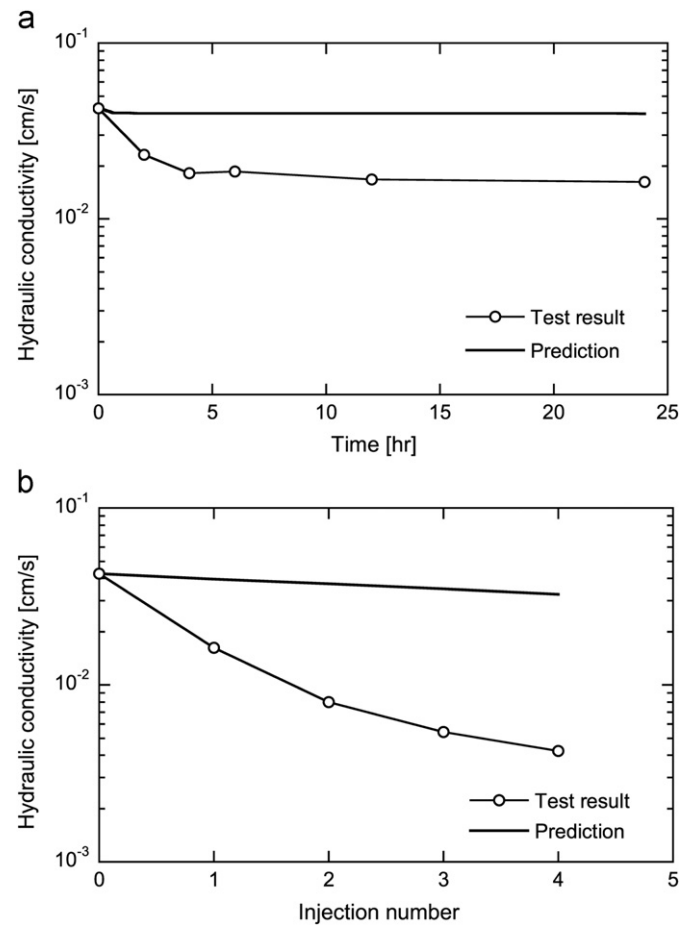 a
10-1
10-2
10-3
Hydraulic conductivity [cm/s]
Test result
Prediction
0 5 10 15 20 25
Time [hr]
b
10-1
10-2
10-3
Hydraulic conductivity [cm/s]
Test result
Prediction
0 1 2 3 4 5
Injection number